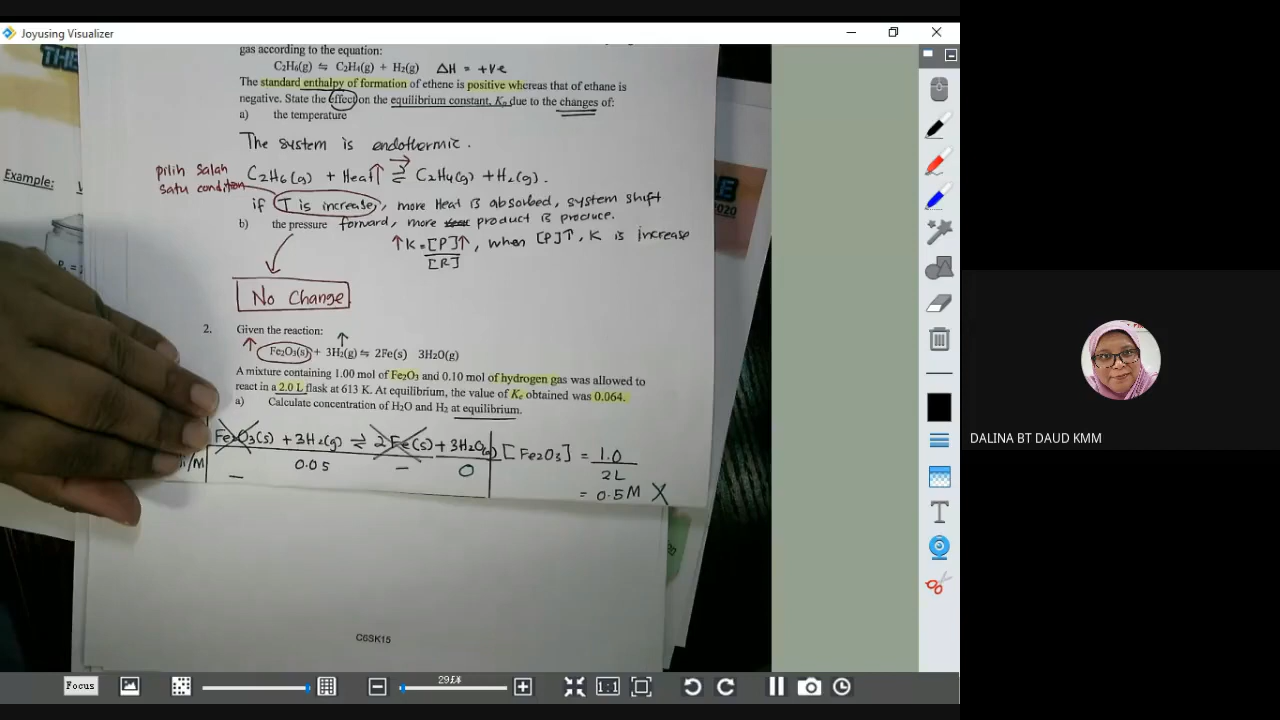 Joyusing Visualizer
THE
gas according to the equation:
C₂H₆(g) ⇋ C₂H₄(g) + H₂(g) ΔH = +ve
The standard enthalpy of formation of ethene is positive whereas that of ethane is
negative. State the effect on the equilibrium constant, Kc due to the changes of:
a) the temperature
The system is endothermic.
pilih salah
satu condition
Example:
C₂H₆(g) + Heat↑ ⇌ C₂H₄(g) + H₂(g).
if T is increase, more Heat is absorbed, system shift
forward, more product is produce.
b) the pressure
↑K = [P]↑ , when [P]↑, K is increase
[R]
No Change
2020
2. Given the reaction:
Fe₂O₃(s) + 3H₂(g) ⇋ 2Fe(s) 3H₂O(g)
A mixture containing 1.00 mol of Fe₂O₃ and 0.10 mol of hydrogen gas was allowed to
react in a 2.0 L flask at 613 K. At equilibrium, the value of Kc obtained was 0.064.
a) Calculate concentration of H₂O and H₂ at equilibrium.
Fe₂O₃(s) + 3H₂(g) ⇌ 2Fe(s) + 3H₂O(g)
i/M — 0.05 — 0
[Fe₂O₃] = 1.0
2L
= 0.5M X
C6SK15
DALINA BT DAUD KMM
Focus
1:1
T